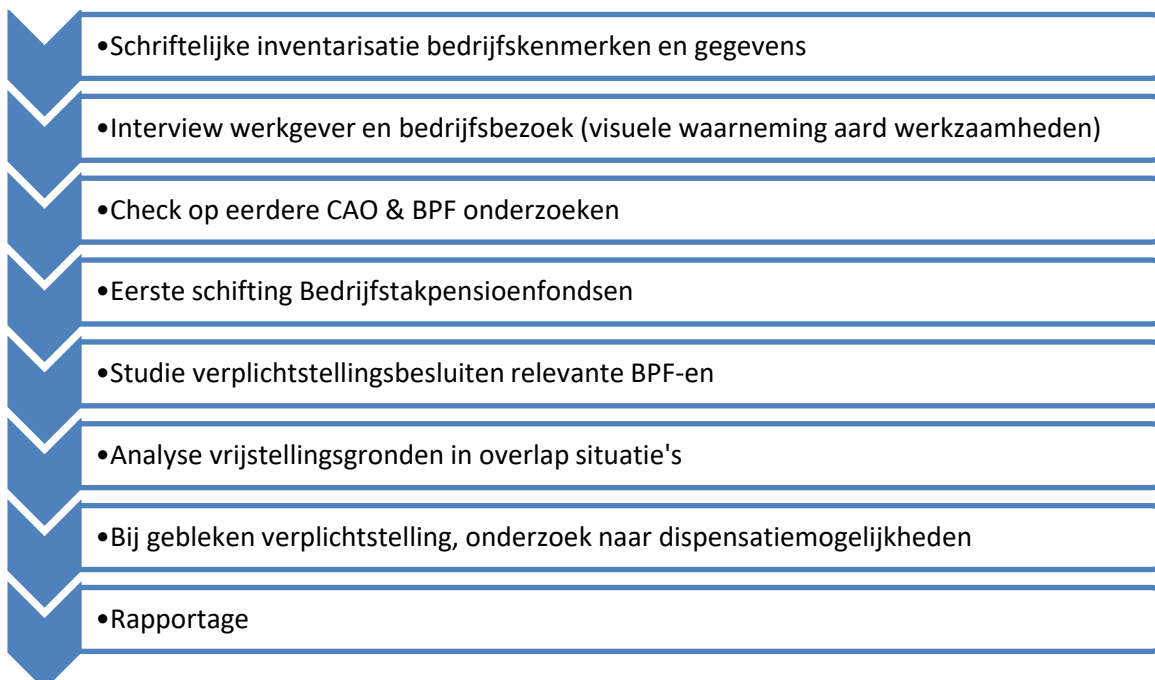 •Schriftelijke inventarisatie bedrijfskenmerken en gegevens
•Interview werkgever en bedrijfsbezoek (visuele waarneming aard werkzaamheden)
•Check op eerdere CAO & BPF onderzoeken
•Eerste schifting Bedrijfstakpensioenfondsen
•Studie verplichtstellingsbesluiten relevante BPF-en
•Analyse vrijstellingsgronden in overlap situatie's
•Bij gebleken verplichtstelling, onderzoek naar dispensatiemogelijkheden
•Rapportage